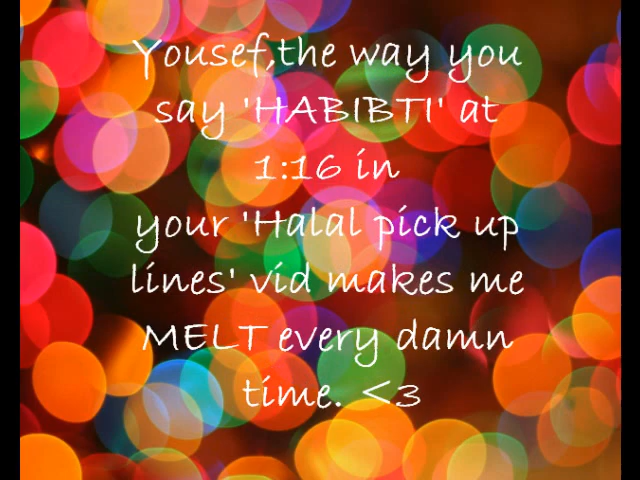 Yousef,the way you
say 'HABIBTI' at
1:16 in
your 'Halal pick up
lines' vid makes me
MELT every damn
time. <3